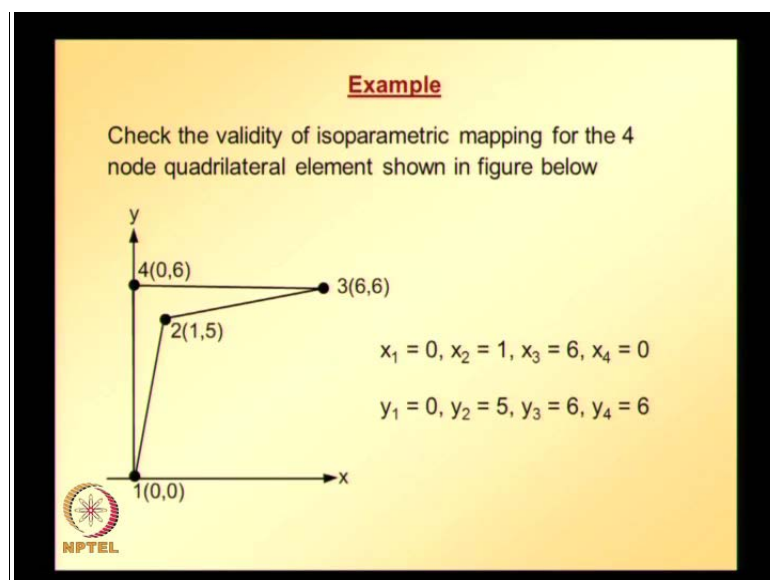 Example
Check the validity of isoparametric mapping for the 4
node quadrilateral element shown in figure below
y
4(0,6)
3(6,6)
2(1,5)
x₁ = 0, x₂ = 1, x₃ = 6, x₄ = 0
y₁ = 0, y₂ = 5, y₃ = 6, y₄ = 6
x
1(0,0)
NPTEL